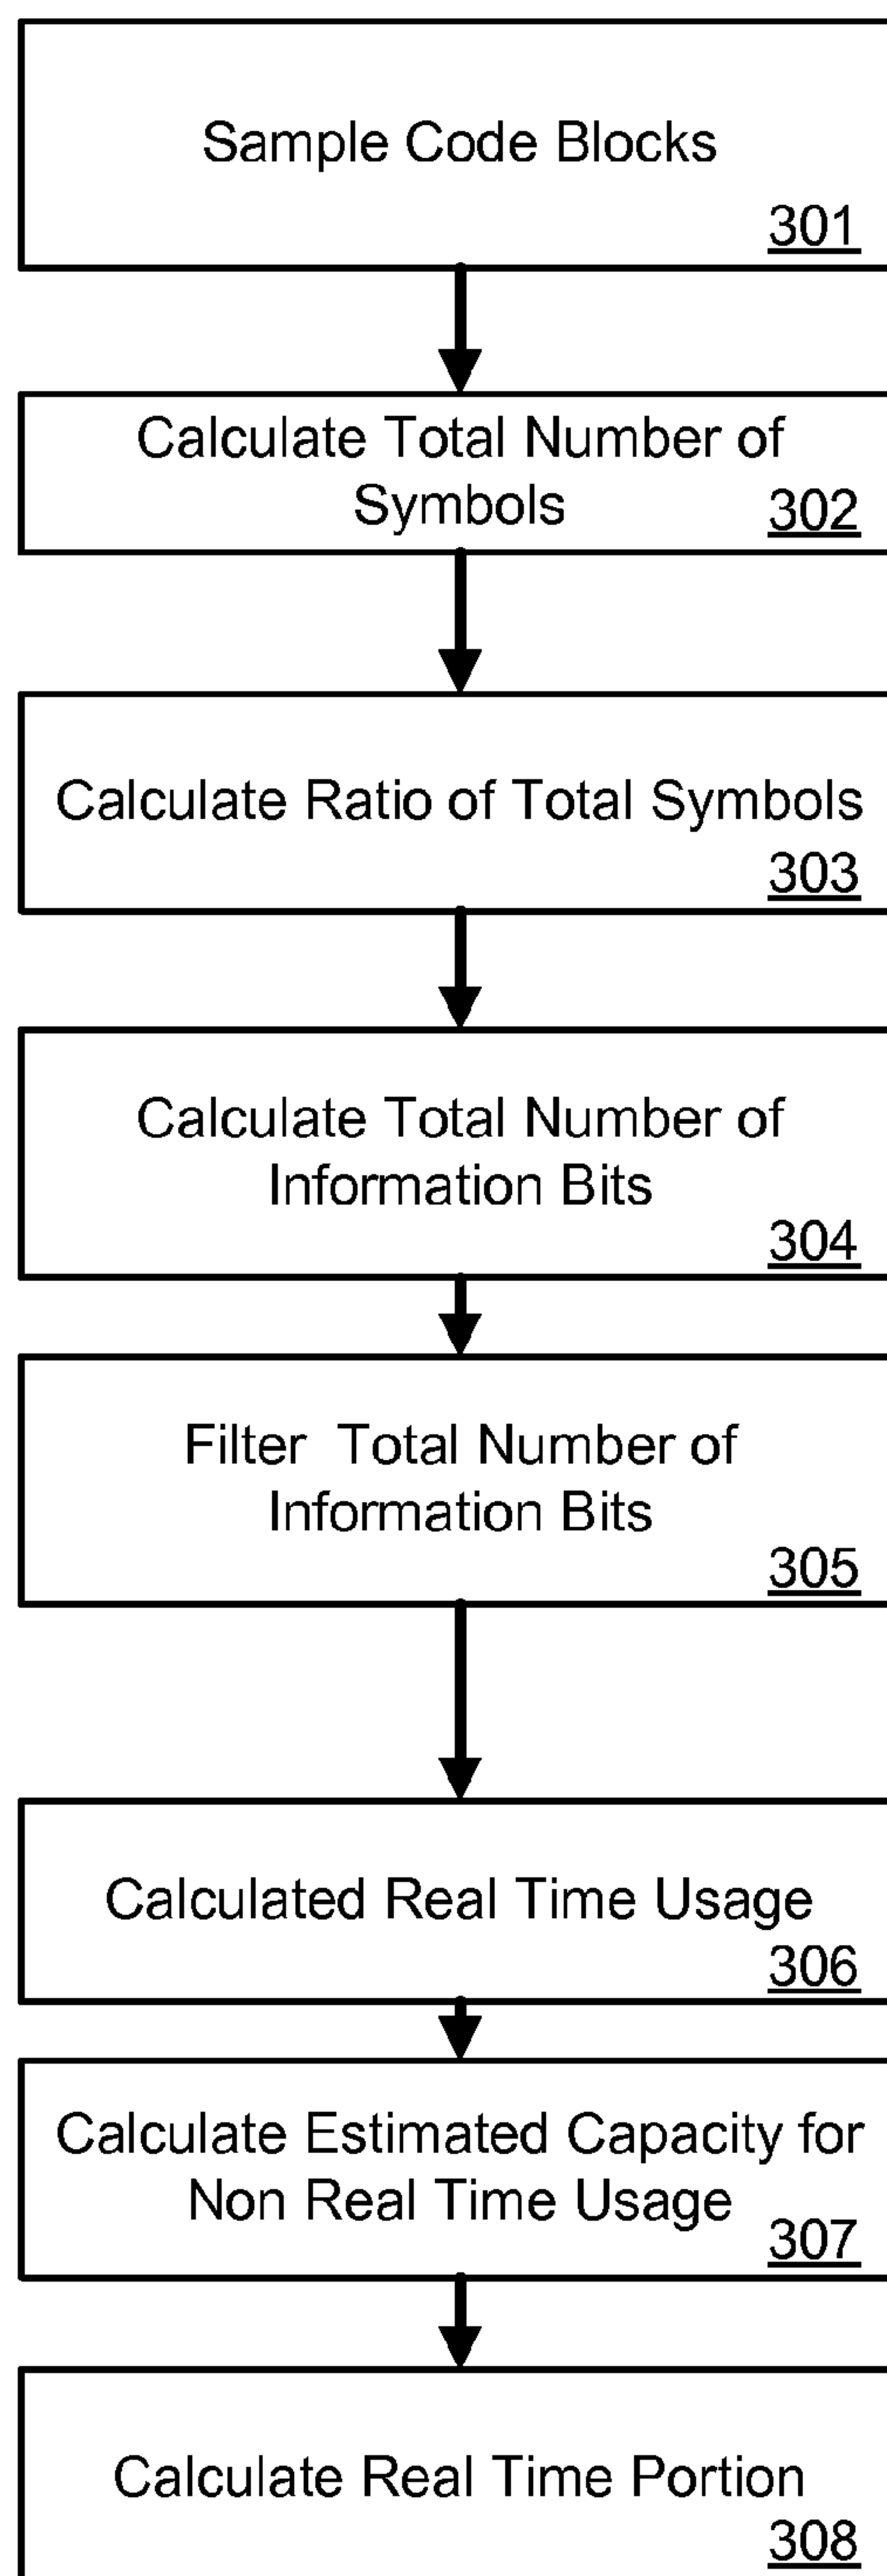 Sample Code Blocks
301
Calculate Total Number of
Symbols
302
Calculate Ratio of Total Symbols
303
Calculate Total Number of
Information Bits
304
Filter  Total Number of
Information Bits
305
Calculated Real Time Usage
306
Calculate Estimated Capacity for
Non Real Time Usage
307
Calculate Real Time Portion
308